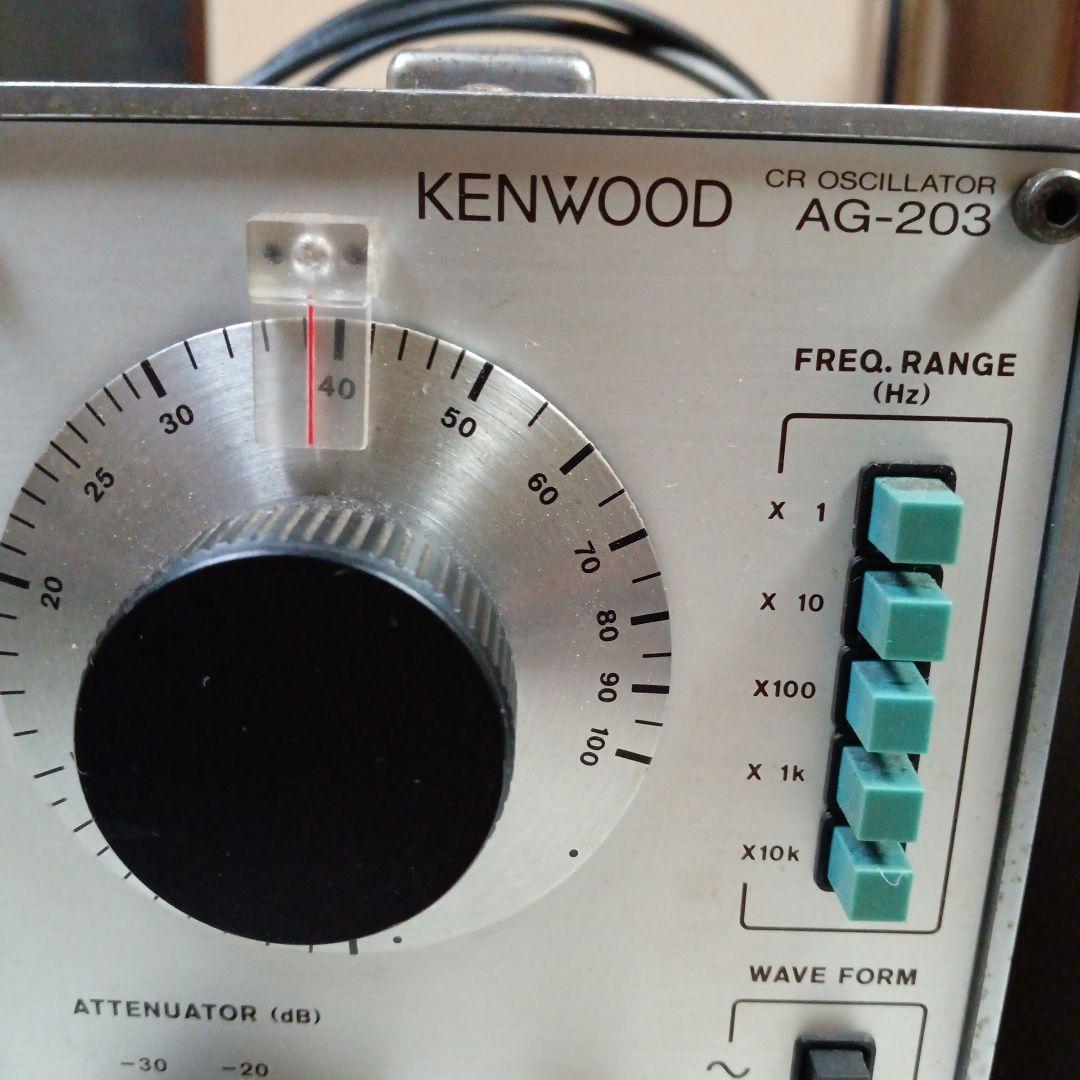 KENWOOD
CR OSCILLATOR
AG-203
20
25
30
40
50
60
70
80
90
100
FREQ. RANGE
(Hz)
X 1
X 10
X100
X 1k
X10k
WAVE FORM
~
ATTENUATOR (dB)
−30 −20